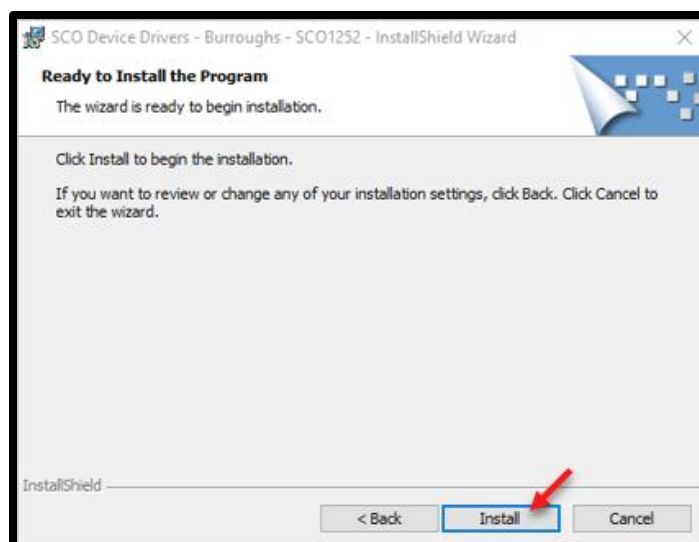 SCO Device Drivers - Burroughs - SCO1252 - InstallShield Wizard
Ready to Install the Program
The wizard is ready to begin installation.
Click Install to begin the installation.
If you want to review or change any of your installation settings, click Back. Click Cancel to
exit the wizard.
InstallShield
< Back Install Cancel